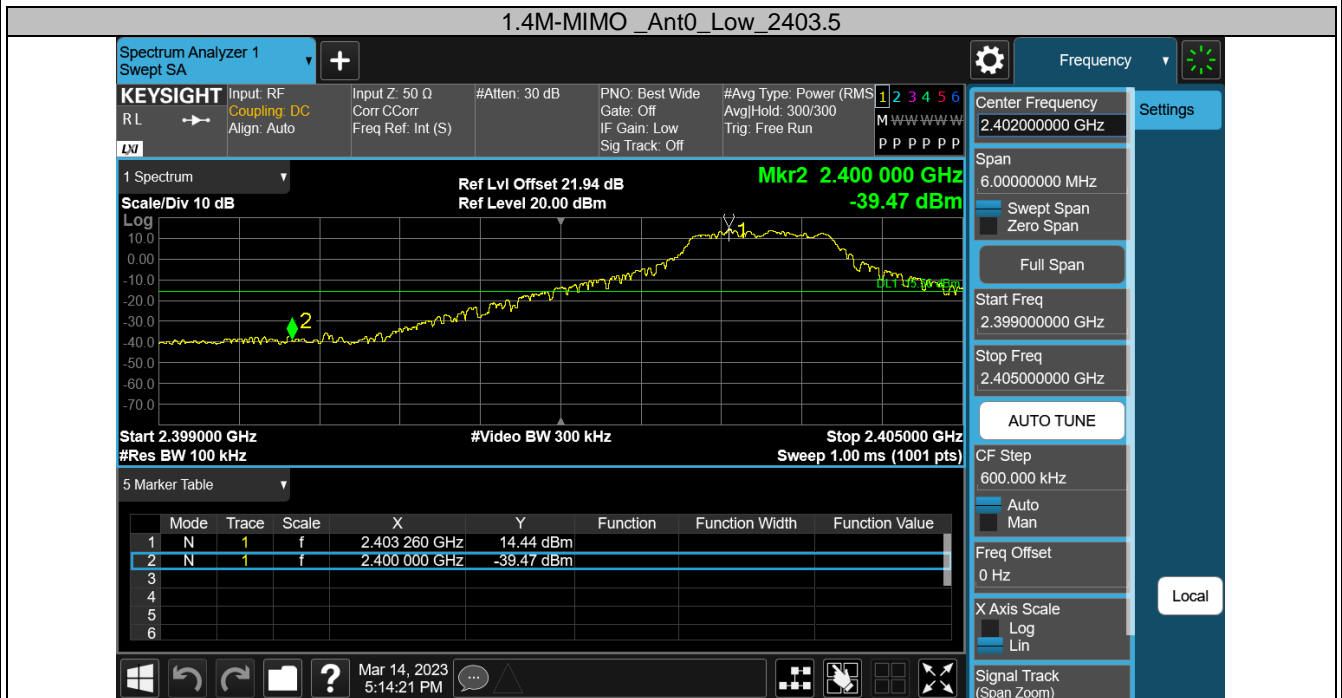 1.4M-MIMO _Ant0_Low_2403.5
Spectrum Analyzer 1
Swept SA
Frequency
KEYSIGHT
R L
LXI
Input: RF
Coupling: DC
Align: Auto
Input Z: 50 Ω
Corr CCorr
Freq Ref: Int (S)
#Atten: 30 dB
PNO: Best Wide
Gate: Off
IF Gain: Low
Sig Track: Off
#Avg Type: Power (RMS
Avg|Hold: 300/300
Trig: Free Run
1 2 3 4 5 6
M W W W W W
P P P P P P
1 Spectrum
Scale/Div 10 dB
Ref Lvl Offset 21.94 dB
Ref Level 20.00 dBm
Mkr2 2.400 000 GHz
-39.47 dBm
Log
10.0
0.00
-10.0
-20.0
-30.0
-40.0
-50.0
-60.0
-70.0
1
2
Start 2.399000 GHz
#Video BW 300 kHz
Stop 2.405000 GHz
#Res BW 100 kHz
Sweep 1.00 ms (1001 pts)
5 Marker Table
Mode Trace Scale X Y Function Function Width Function Value
1 N 1 f 2.403 260 GHz 14.44 dBm
2 N 1 f 2.400 000 GHz -39.47 dBm
3
4
5
6
Mar 14, 2023
5:14:21 PM
Center Frequency
2.402000000 GHz
Settings
Span
6.00000000 MHz
Swept Span
Zero Span
Full Span
Start Freq
2.399000000 GHz
Stop Freq
2.405000000 GHz
AUTO TUNE
CF Step
600.000 kHz
Auto
Man
Freq Offset
0 Hz
X Axis Scale
Log
Lin
Local
Signal Track
(Span Zoom)